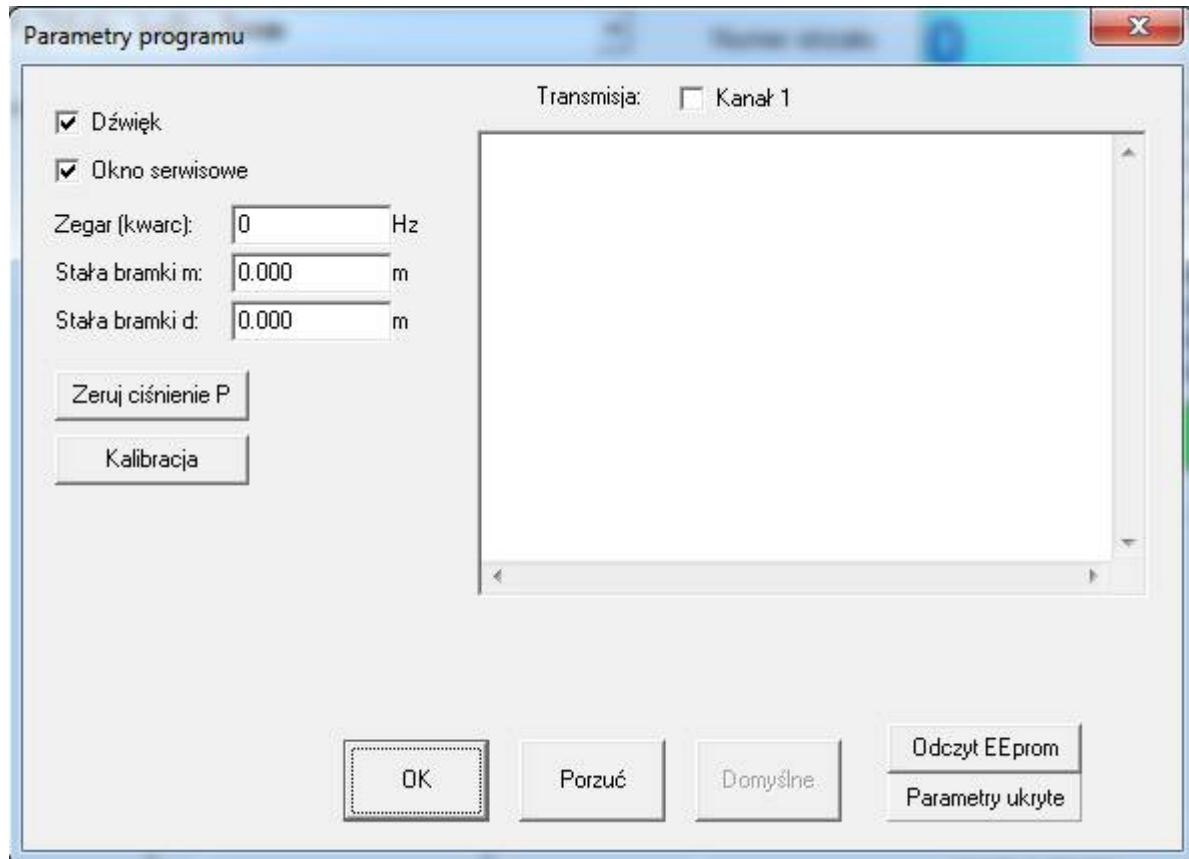 Parametry programu
Transmisja: Kanał 1
Dźwięk
Okno serwisowe
Zegar (kwarc): 0 Hz
Stała bramki m: 0.000 m
Stała bramki d: 0.000 m
Zeruj ciśnienie P
Kalibracja
OK Porzuć Domyślne Odczyt EEprom
Parametry ukryte